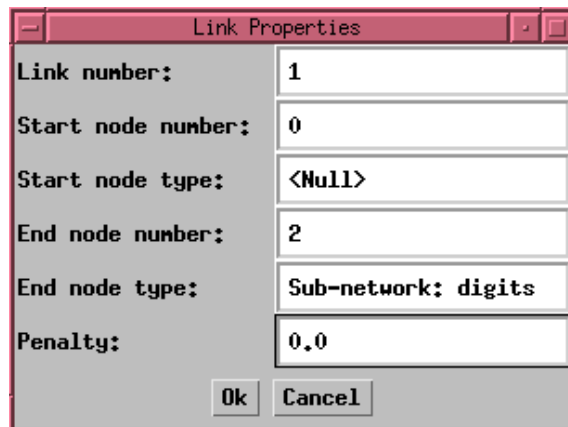 Link Properties
Link number: 1
Start node number: 0
Start node type: <Null>
End node number: 2
End node type: Sub-network: digits
Penalty: 0.0
Ok Cancel